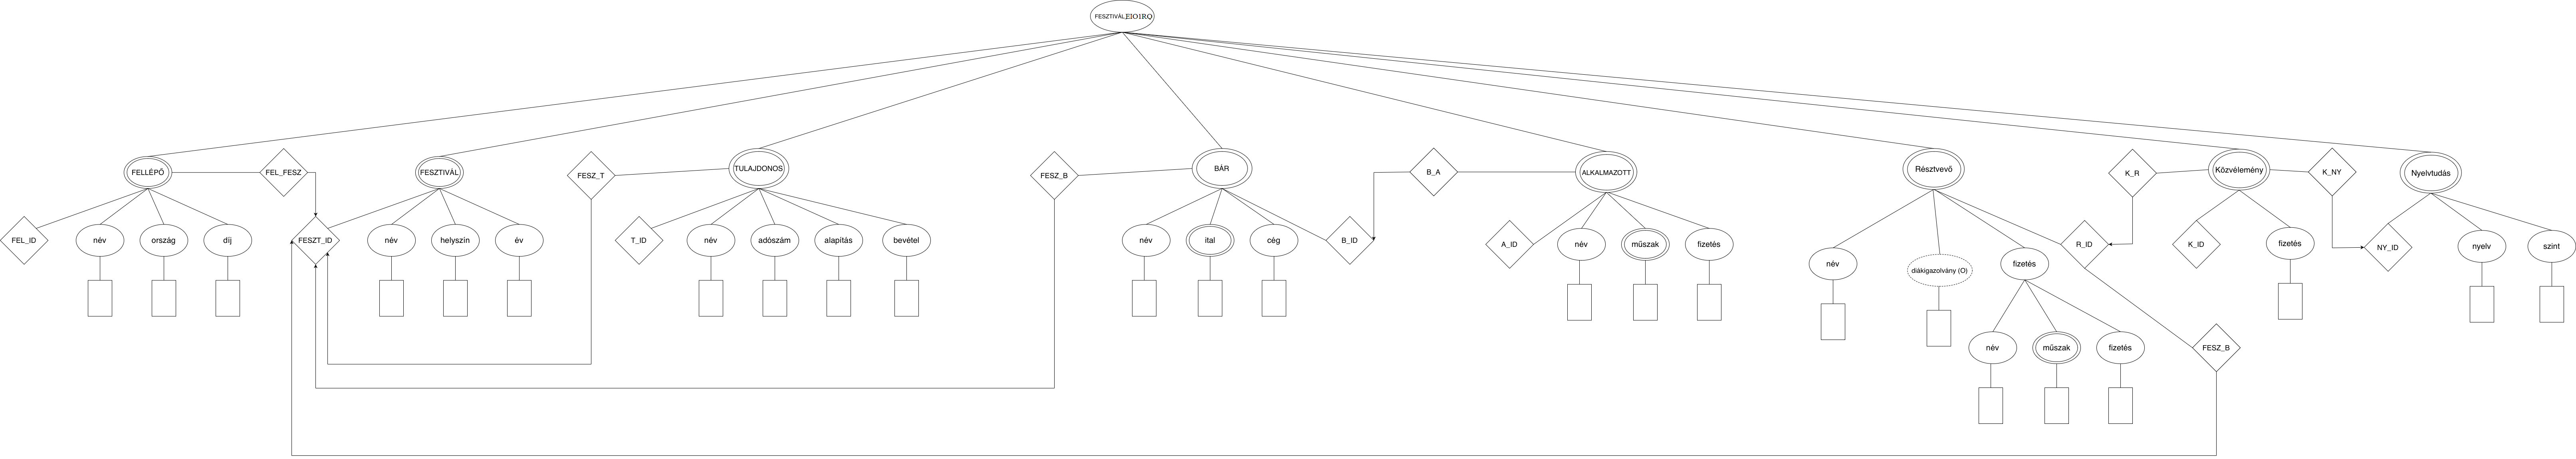 FESZTIVÁL_EIO1RQ
FELLÉPŐ
FEL_FESZ
FESZTIVÁL
FESZ_T
TULAJDONOS
FESZ_B
BÁR
B_A
ALKALMAZOTT
Résztvevő
K_R
Közvélemény
K_NY
Nyelvtudás
FEL_ID
név
ország
díj
FESZT_ID
név
helyszín
év
T_ID
név
adószám
alapítás
bevétel
név
ital
cég
B_ID
A_ID
név
műszak
fizetés
név
diákigazolvány (O)
fizetés
R_ID
K_ID
fizetés
NY_ID
nyelv
szint
név
műszak
fizetés
FESZ_B